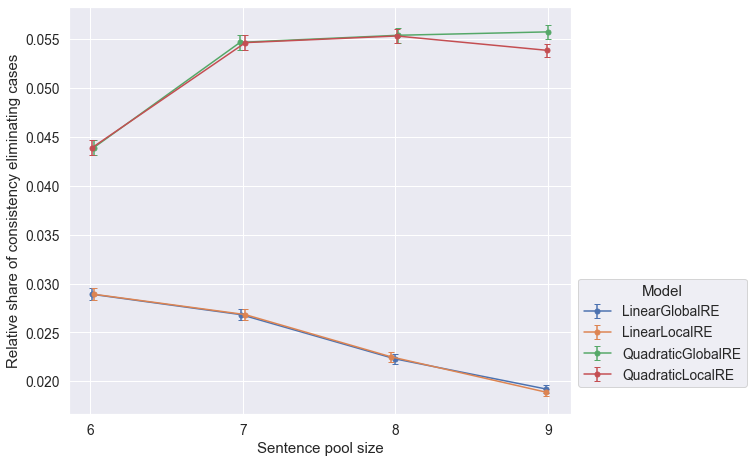 Relative share of consistency eliminating cases
0.055
0.050
0.045
0.040
0.035
0.030
0.025
0.020
6
7
8
9
Sentence pool size
Model
LinearGlobalRE
LinearLocalRE
QuadraticGlobalRE
QuadraticLocalRE